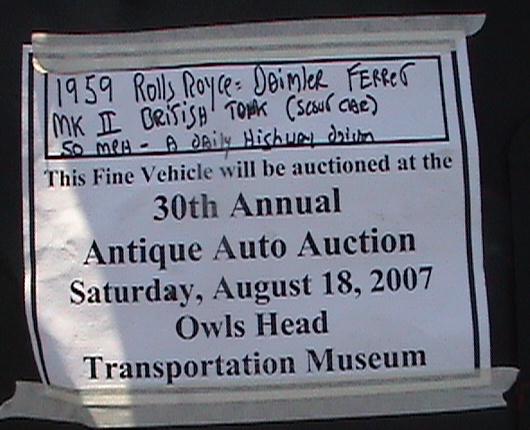 1959 Rolls Royce: Daimler FERRET
MK II BRITISH TANK (SCOUT CAR)
50 MPH - A daily Highway driven
This Fine Vehicle will be auctioned at the
30th Annual
Antique Auto Auction
Saturday, August 18, 2007
Owls Head
Transportation Museum